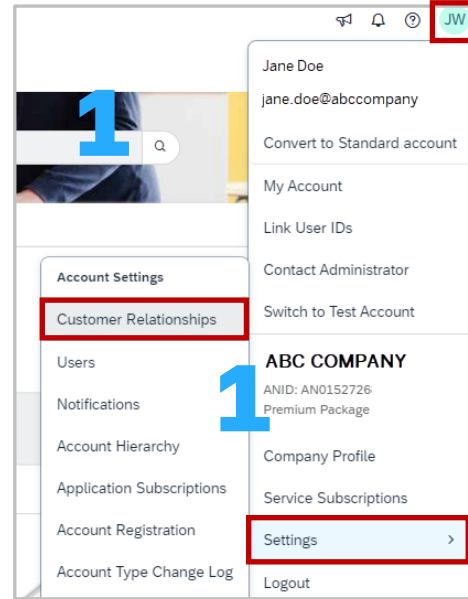 JW
Jane Doe
jane.doe@abccompany
1
Convert to Standard account
My Account
Link User IDs
Contact Administrator
Switch to Test Account
Account Settings
Customer Relationships
Users
Notifications
Account Hierarchy
Application Subscriptions
Account Registration
Account Type Change Log
1
ABC COMPANY
ANID: AN0152726
Premium Package
Company Profile
Service Subscriptions
Settings
Logout